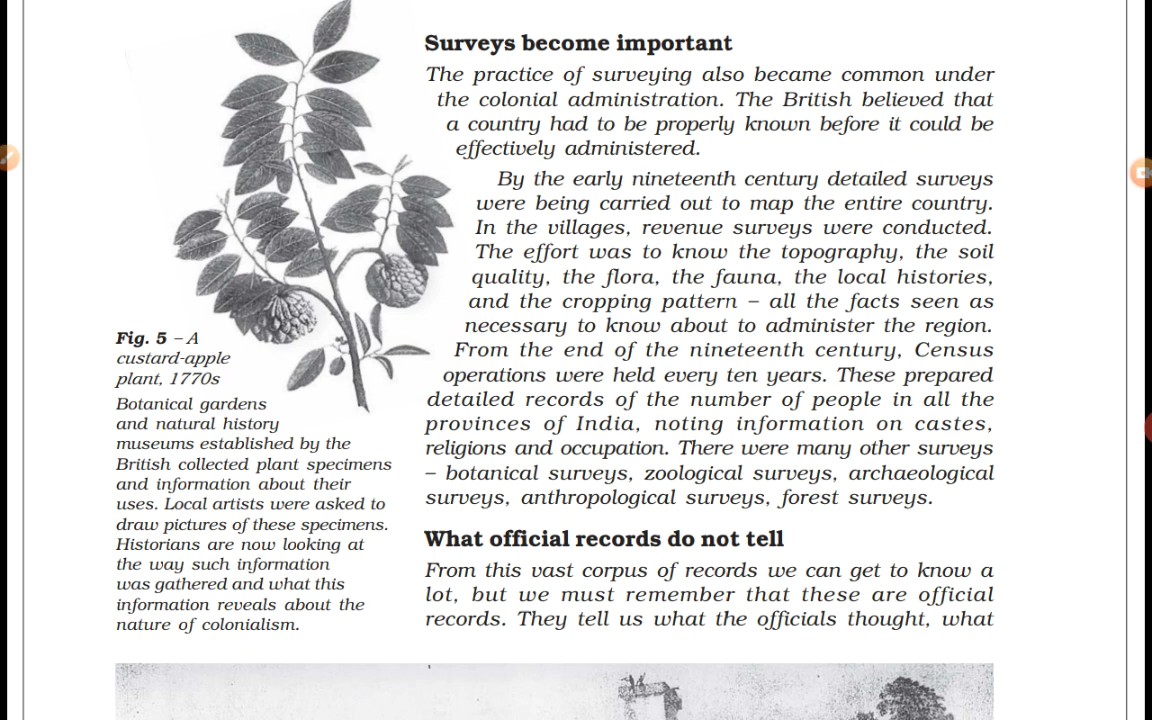 Surveys become important
The practice of surveying also became common under
the colonial administration. The British believed that
a country had to be properly known before it could be
effectively administered.
By the early nineteenth century detailed surveys
were being carried out to map the entire country.
In the villages, revenue surveys were conducted.
The effort was to know the topography, the soil
quality, the flora, the fauna, the local histories,
and the cropping pattern – all the facts seen as
necessary to know about to administer the region.
From the end of the nineteenth century, Census
operations were held every ten years. These prepared
detailed records of the number of people in all the
provinces of India, noting information on castes,
religions and occupation. There were many other surveys
– botanical surveys, zoological surveys, archaeological
surveys, anthropological surveys, forest surveys.
Fig. 5 – A
custard-apple
plant, 1770s
Botanical gardens
and natural history
museums established by the
British collected plant specimens
and information about their
uses. Local artists were asked to
draw pictures of these specimens.
Historians are now looking at
the way such information
was gathered and what this
information reveals about the
nature of colonialism.
What official records do not tell
From this vast corpus of records we can get to know a
lot, but we must remember that these are official
records. They tell us what the officials thought, what